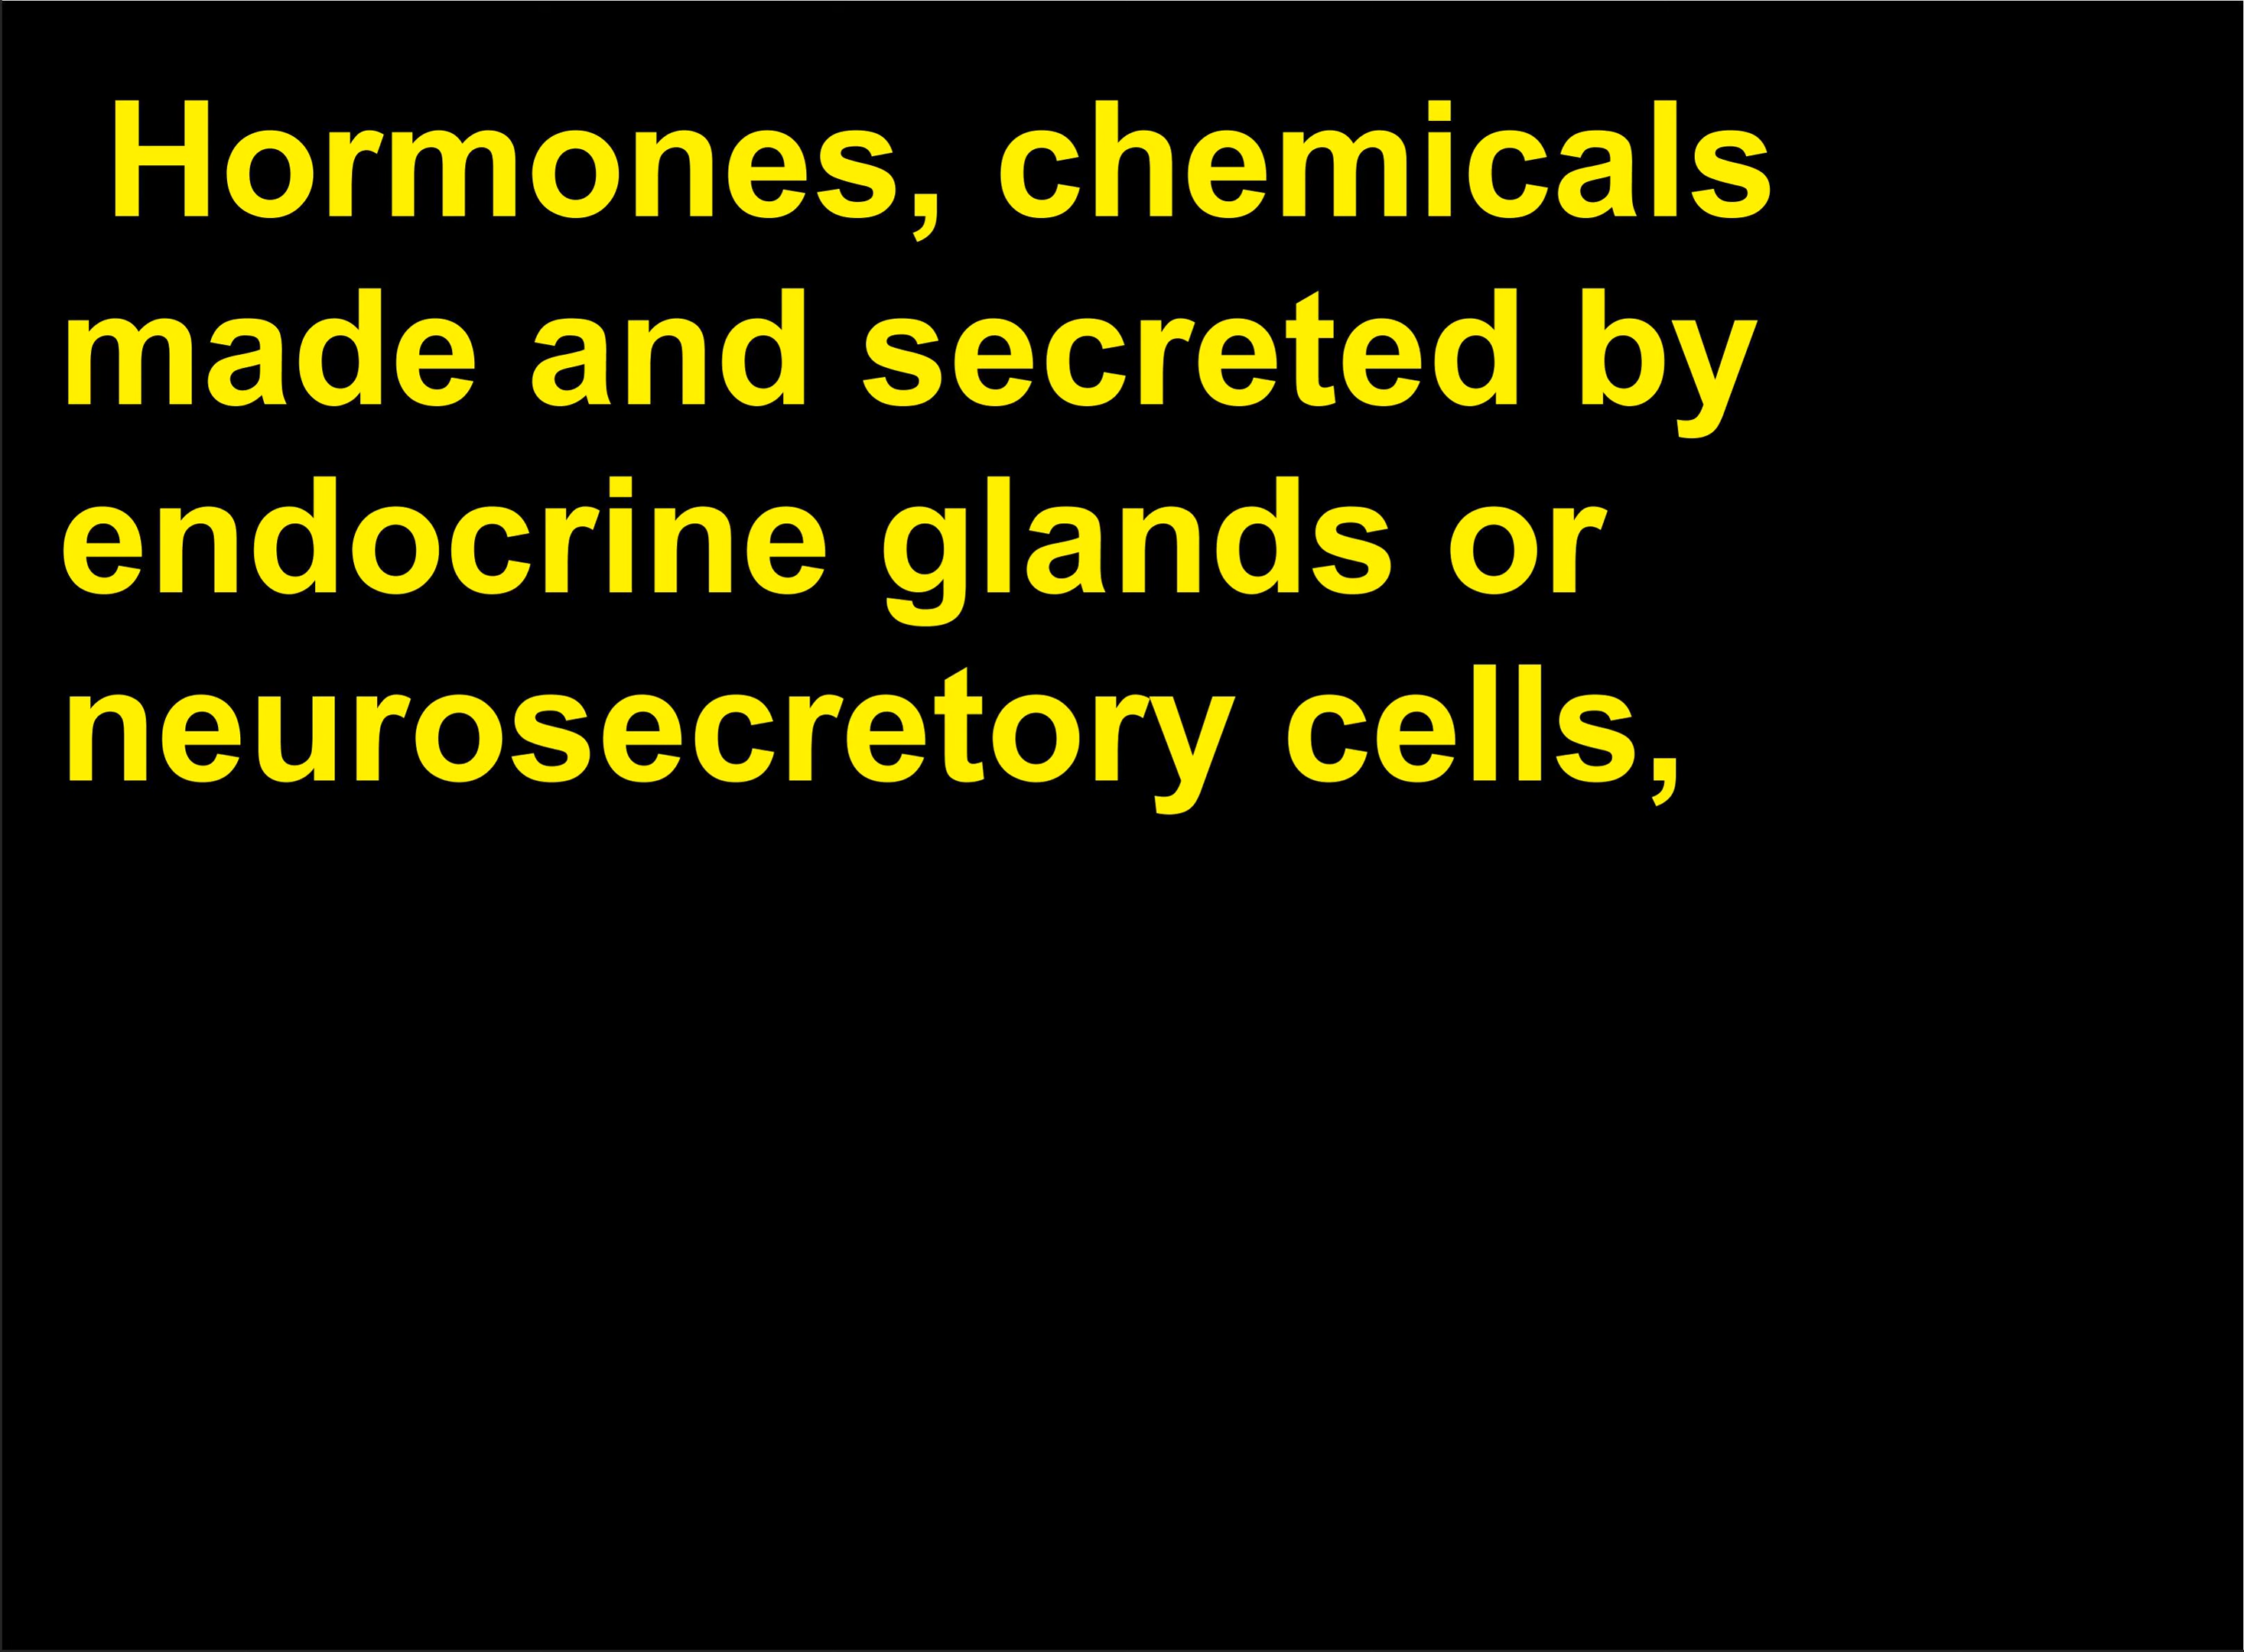 Hormones, chemicals
made and secreted by
endocrine glands or
neurosecretory cells,